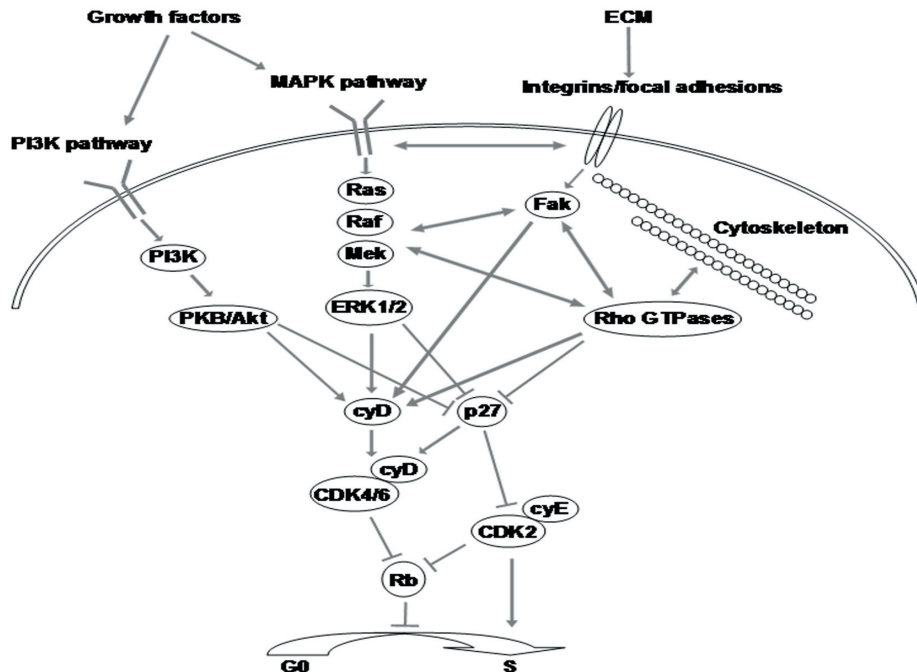 Growth factors
ECM
MAPK pathway
Integrins/focal adhesions
PI3K pathway
Ras
Fak
Raf
Cytoskeleton
Mek
PI3K
ERK1/2
PKB/Akt
Rho GTPases
cyD
p27
cyD
CDK4/6
cyE
CDK2
Rb
G0
S